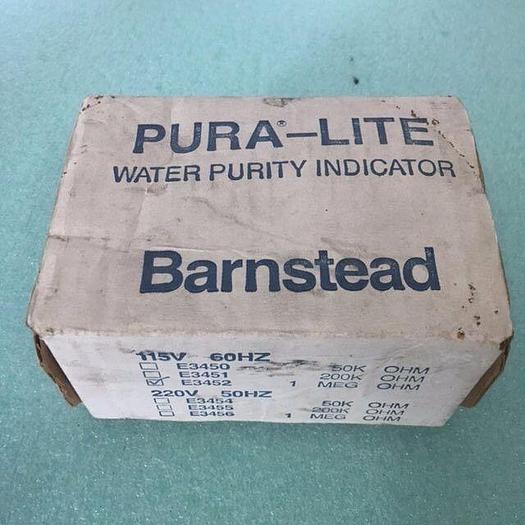 PURA®-LITE
WATER PURITY INDICATOR
Barnstead
115V 60HZ
E3450 50K OHM
E3451 200K OHM
E3452 1 MEG OHM
220V 50HZ
E3454 50K OHM
E3455 200K OHM
E3456 1 MEG OHM